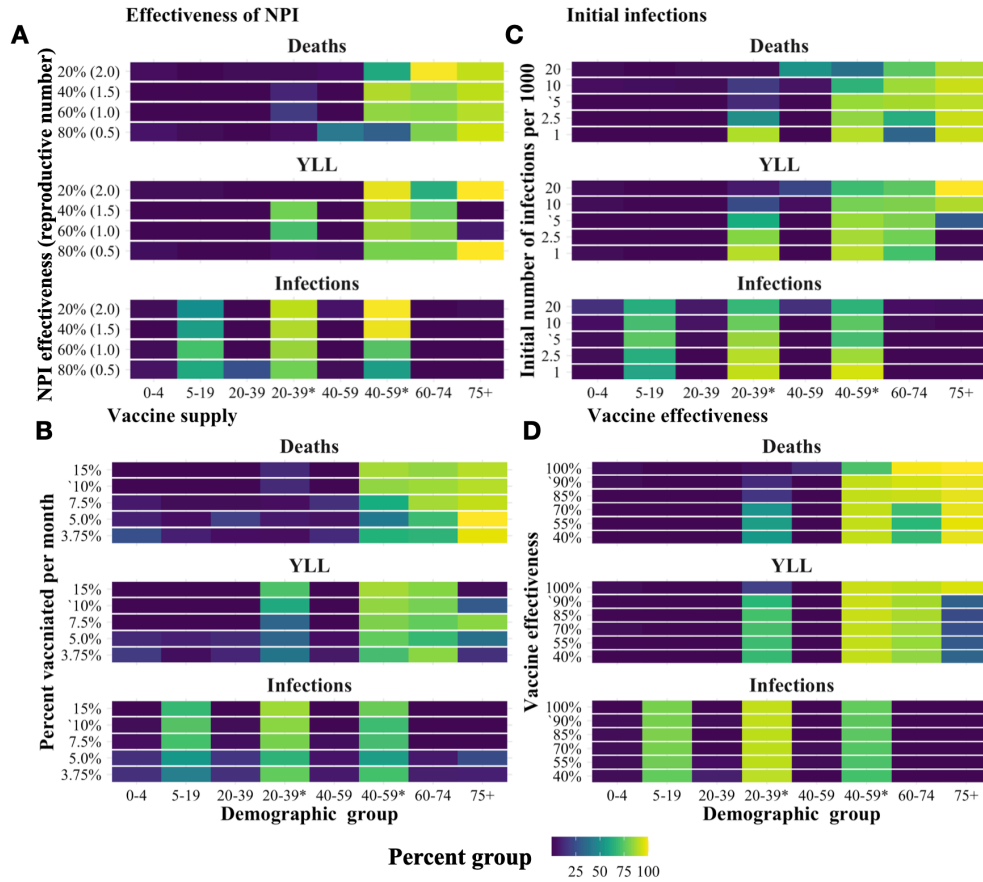 Effectiveness of NPI
A
NPI effectiveness (reproductive number)
Deaths
20% (2.0)
40% (1.5)
60% (1.0)
80% (0.5)
YLL
20% (2.0)
40% (1.5)
60% (1.0)
80% (0.5)
Infections
20% (2.0)
40% (1.5)
60% (1.0)
80% (0.5)
0-4 5-19 20-39 20-39* 40-59 40-59* 60-74 75+
Initial infections
C
Initial number of infections per 1000
Deaths
20
10
`5
2.5
1
YLL
20
10
`5
2.5
1
Infections
20
10
`5
2.5
1
0-4 5-19 20-39 20-39* 40-59 40-59* 60-74 75+
Vaccine supply
B
Percent vaccniated per month
Deaths
15%
`10%
7.5%
5.0%
3.75%
YLL
15%
`10%
7.5%
5.0%
3.75%
Infections
15%
`10%
7.5%
5.0%
3.75%
0-4 5-19 20-39 20-39* 40-59 40-59* 60-74 75+
Demographic group
Vaccine effectiveness
D
Vaccine effectiveness
Deaths
100%
`90%
85%
70%
55%
40%
YLL
100%
`90%
85%
70%
55%
40%
Infections
100%
`90%
85%
70%
55%
40%
0-4 5-19 20-39 20-39* 40-59 40-59* 60-74 75+
Demographic group
Percent group
25 50 75 100